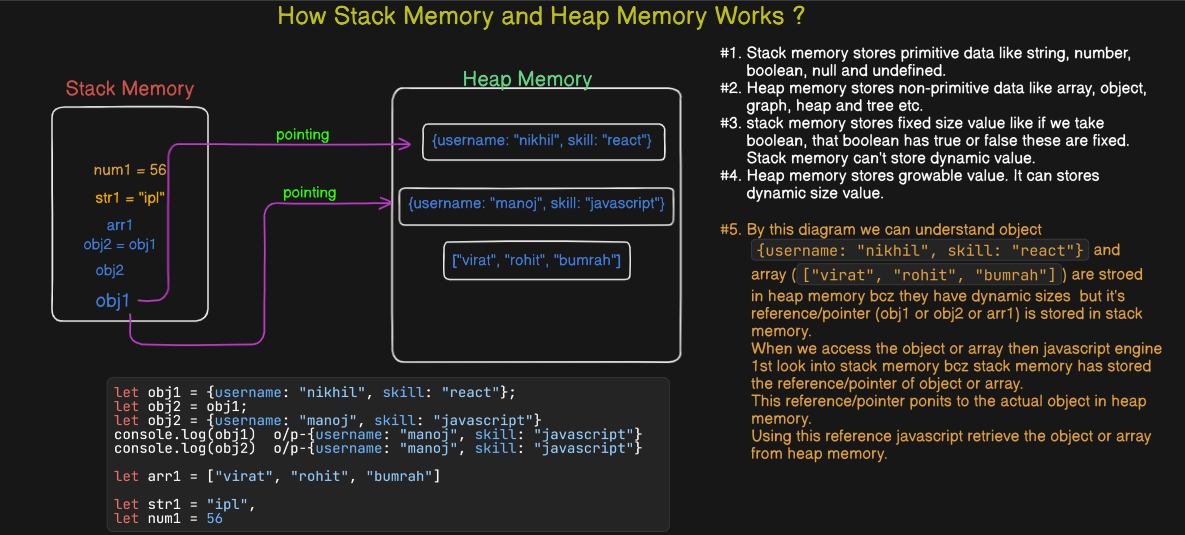 How Stack Memory and Heap Memory Works ?
Stack Memory
num1 = 56
str1 = "ipl"
arr1
obj2 = obj1
obj2
obj1
pointing
pointing
Heap Memory
{username: "nikhil", skill: "react"}
{username: "manoj", skill: "javascript"}
["virat", "rohit", "bumrah"]
let obj1 = {username: "nikhil", skill: "react"};
let obj2 = obj1;
let obj2 = {username: "manoj", skill: "javascript"}
console.log(obj1)  o/p-{username: "manoj", skill: "javascript"}
console.log(obj2)  o/p-{username: "manoj", skill: "javascript"}
let arr1 = ["virat", "rohit", "bumrah"]
let str1 = "ipl",
let num1 = 56
#1. Stack memory stores primitive data like string, number,
boolean, null and undefined.
#2. Heap memory stores non-primitive data like array, object,
graph, heap and tree etc.
#3. stack memory stores fixed size value like if we take
boolean, that boolean has true or false these are fixed.
Stack memory can't store dynamic value.
#4. Heap memory stores growable value. It can stores
dynamic size value.
#5. By this diagram we can understand object
{username: "nikhil", skill: "react"} and
array ( ["virat", "rohit", "bumrah"] ) are stroed
in heap memory bcz they have dynamic sizes but it's
reference/pointer (obj1 or obj2 or arr1) is stored in stack
memory.
When we access the object or array then javascript engine
1st look into stack memory bcz stack memory has stored
the reference/pointer of object or array.
This reference/pointer ponits to the actual object in heap
memory.
Using this reference javascript retrieve the object or array
from heap memory.